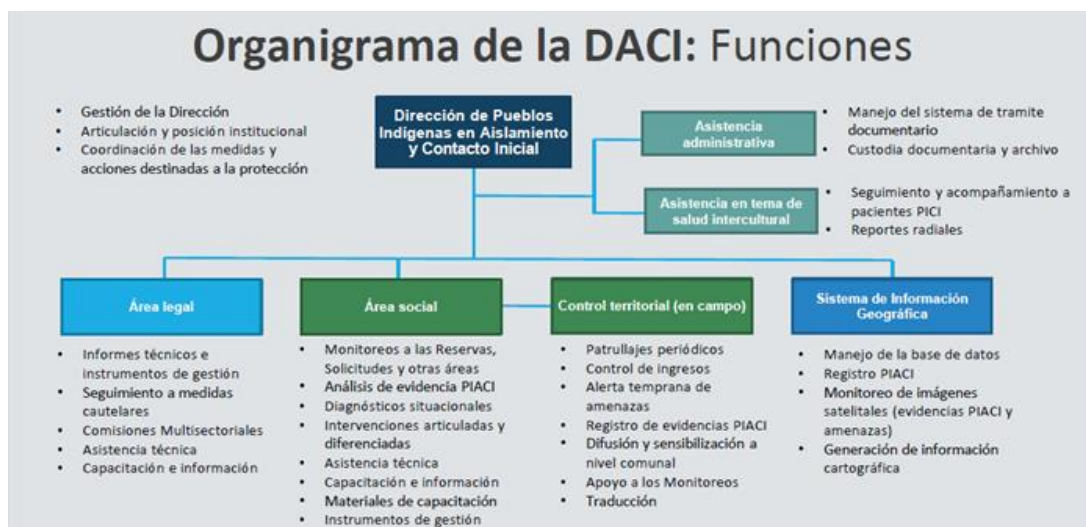 Organigrama de la DACI: Funciones
• Gestión de la Dirección
• Articulación y posición institucional
• Coordinación de las medidas y
acciones destinadas a la protección
Dirección de Pueblos
Indígenas en Aislamiento
y Contacto Inicial
Asistencia
administrativa
• Manejo del sistema de tramite
documentario
• Custodia documentaria y archivo
Asistencia en tema de
salud intercultural
• Seguimiento y acompañamiento a
pacientes PICI
• Reportes radiales
Área legal
• Informes técnicos e
instrumentos de gestión
• Seguimiento a medidas
cautelares
• Comisiones Multisectoriales
• Asistencia técnica
• Capacitación e información
Área social
• Monitoreos a las Reservas,
Solicitudes y otras áreas
• Análisis de evidencia PIACI
• Diagnósticos situacionales
• Intervenciones articuladas y
diferenciadas
• Asistencia técnica
• Capacitación e información
• Materiales de capacitación
• Instrumentos de gestión
Control territorial (en campo)
• Patrullajes periódicos
• Control de ingresos
• Alerta temprana de
amenazas
• Registro de evidencias PIACI
• Difusión y sensibilización a
nivel comunal
• Apoyo a los Monitoreos
• Traducción
Sistema de Información
Geográfica
• Manejo de la base de datos
• Registro PIACI
• Monitoreo de imágenes
satelitales (evidencias PIACI y
amenazas)
• Generación de información
cartográfica